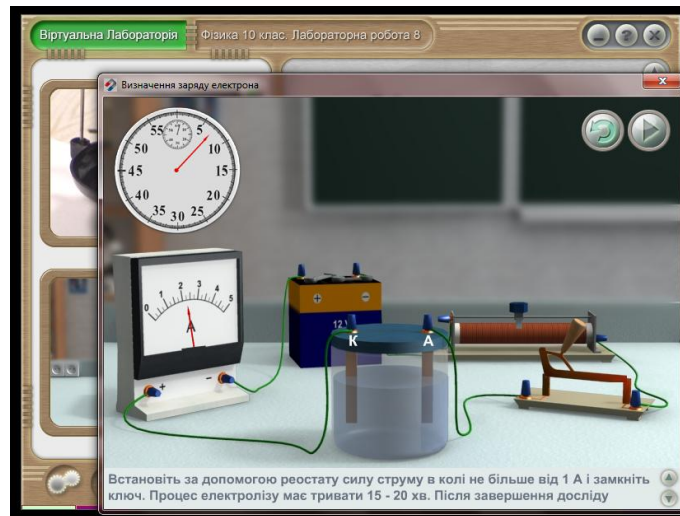 Віртуальна Лабораторія Фізика 10 клас. Лабораторна робота 8
Визначення заряду електрона
55 5
50 10
45 15
40 20
35 30 25
0 1 2 3 4 5
A
+ −
+ −
12 V
К А
Встановіть за допомогою реостату силу струму в колі не більше від 1 А і замкніть
ключ. Процес електролізу має тривати 15 - 20 хв. Після завершення досліду